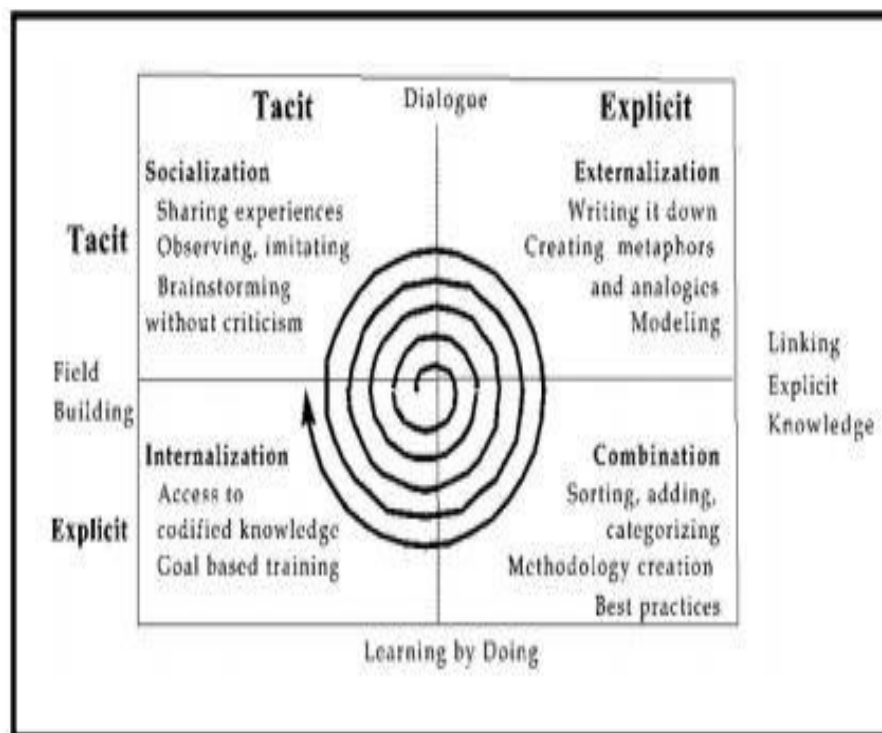 Tacit
Dialogue
Explicit
Socialization
Sharing experiences
Observing, imitating
Brainstorming
without criticism
Externalization
Writing it down
Creating metaphors
and analogies
Modeling
Tacit
Field
Building
Linking
Explicit
Knowledge
Internalization
Access to
codified knowledge
Goal based training
Combination
Sorting, adding,
categorizing
Methodology creation
Best practices
Explicit
Learning by Doing